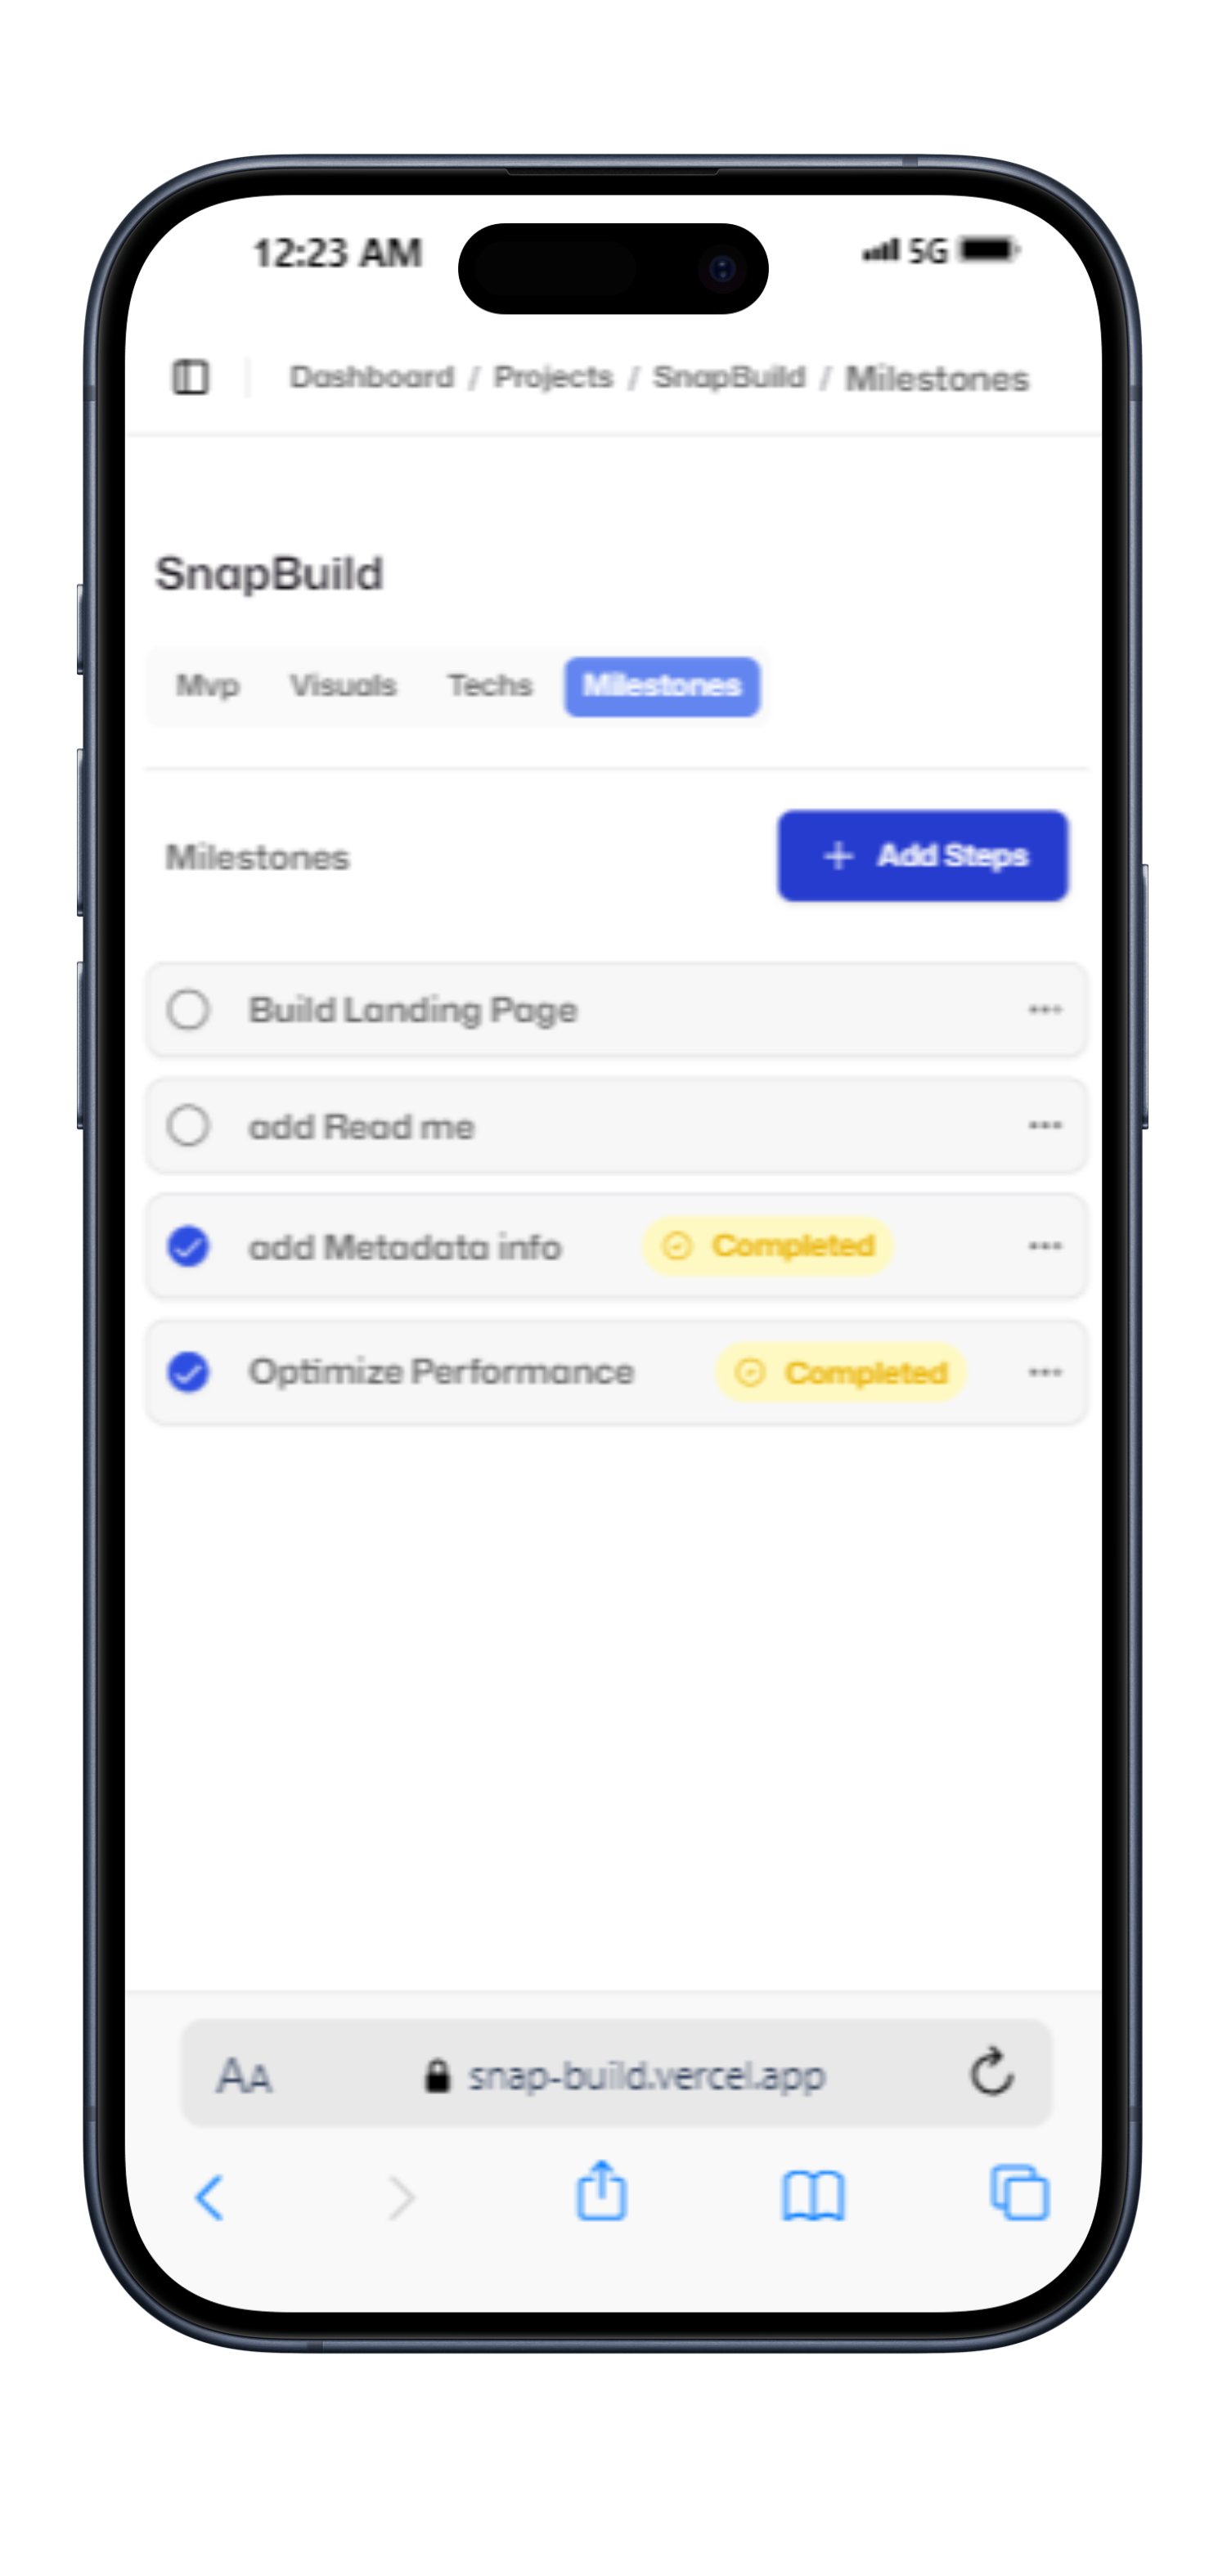 12:23 AM 5G
Dashboard / Projects / SnapBuild / Milestones
SnapBuild
Mvp Visuals Techs Milestones
Milestones + Add Steps
Build Landing Page ...
add Read me ...
add Metadata info Completed ...
Optimize Performance Completed ...
AA snap-build.vercel.app